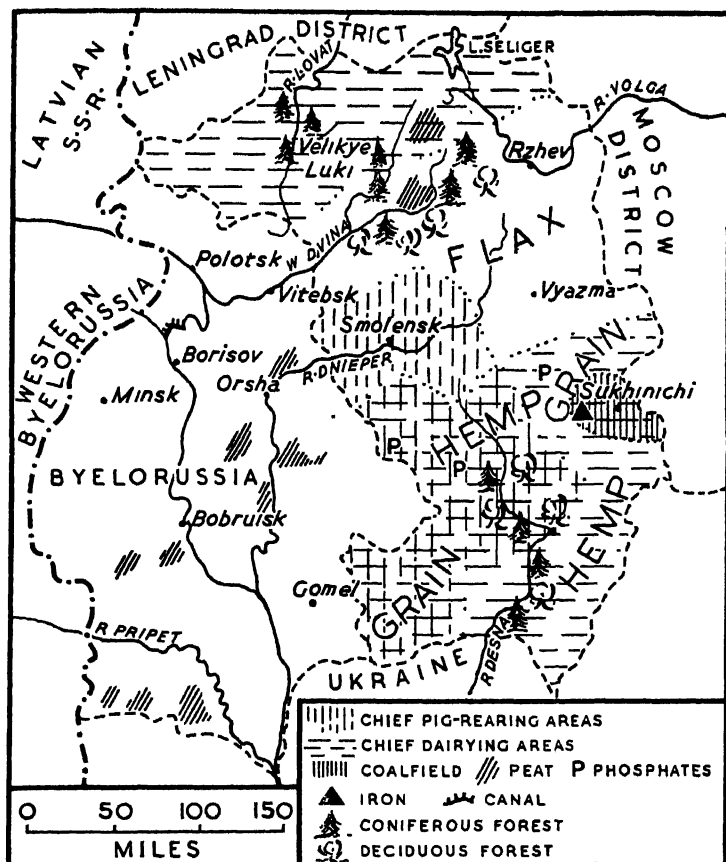 LENINGRAD DISTRICT
L. SELIGER
R. LOVAT
LATVIAN
S.S.R.
R. VOLGA
Velikye
Luki
Rzhev
MOSCOW
DISTRICT
FLAX
Polotsk
W DVINA
Vitebsk
Vyazma
WESTERN
BYELORUSSIA
Smolensk
Borisov
R. DNIEPER
Minsk
Orsha
P
GRAIN
Sukhinichi
HEMP
P
P
BYELORUSSIA
Bobruisk
HEMP
Gomel
GRAIN
R. PRIPET
R DESNA
UKRAINE
CHIEF PIG-REARING AREAS
CHIEF DAIRYING AREAS
COALFIELD PEAT P PHOSPHATES
IRON CANAL
CONIFEROUS FOREST
DECIDUOUS FOREST
0 50 100 150
MILES